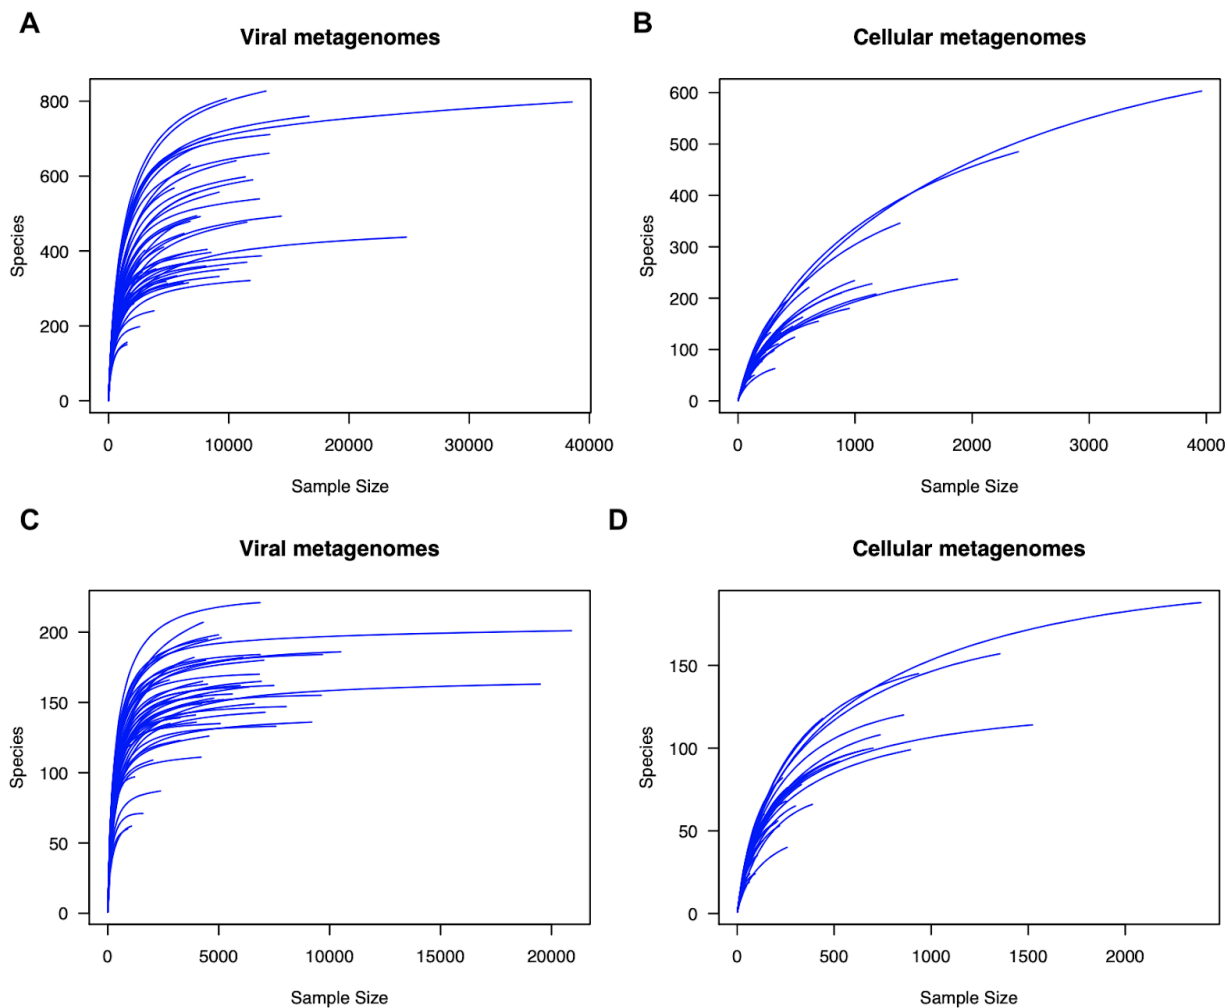 A
Viral metagenomes
Species
800
600
400
200
0
0 10000 20000 30000 40000
Sample Size
B
Cellular metagenomes
Species
600
500
400
300
200
100
0
0 1000 2000 3000 4000
Sample Size
C
Viral metagenomes
Species
200
150
100
50
0
0 5000 10000 15000 20000
Sample Size
D
Cellular metagenomes
Species
150
100
50
0
0 500 1000 1500 2000
Sample Size